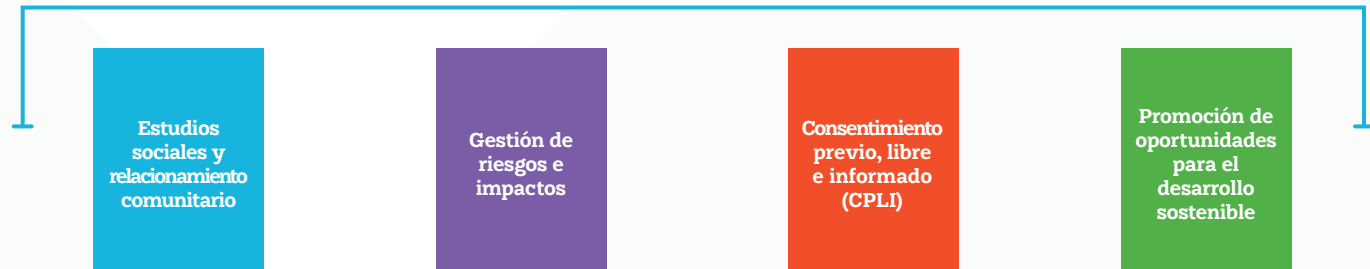 Estudios
sociales y
relacionamiento
comunitario
Gestión de
riesgos e
impactos
Consentimiento
previo, libre
e informado
(CPLI)
Promoción de
oportunidades
para el
desarrollo
sostenible